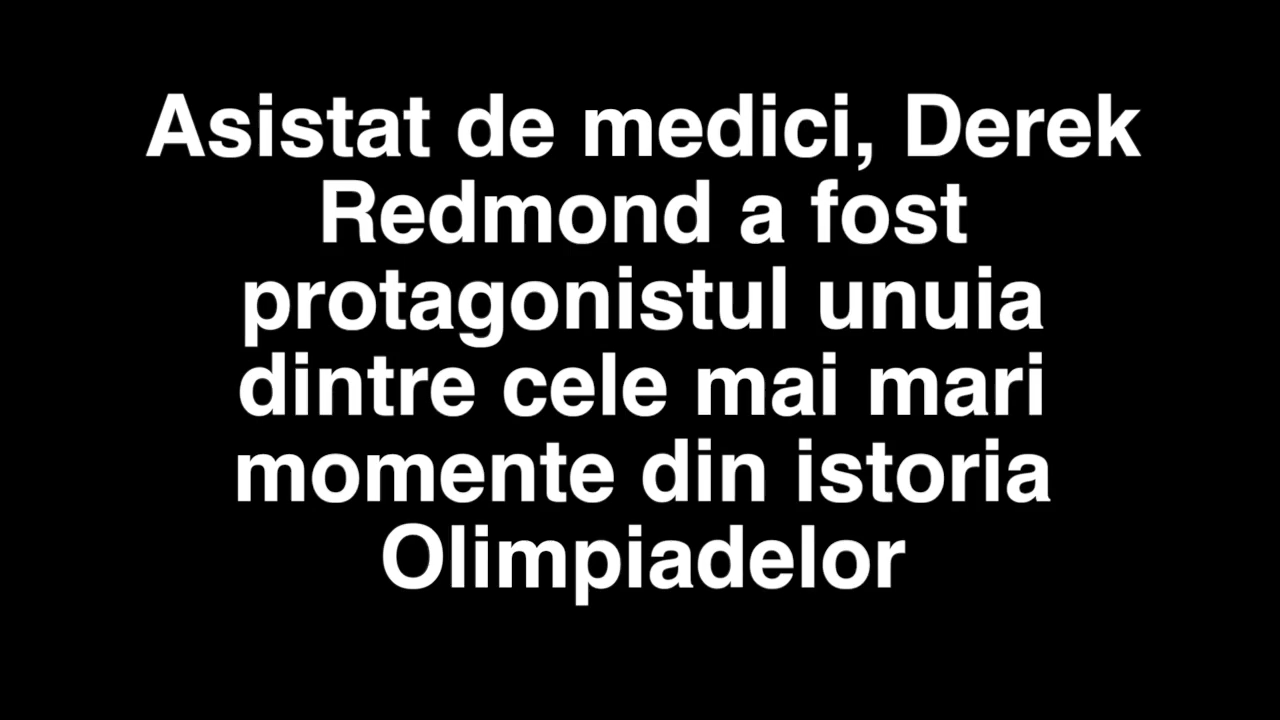 Asistat de medici, Derek
Redmond a fost
protagonistul unuia
dintre cele mai mari
momente din istoria
Olimpiadelor